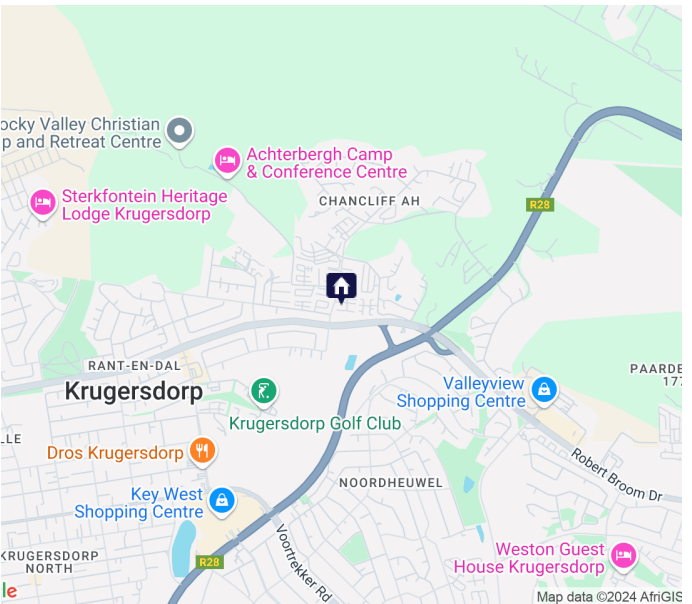 ocky Valley Christian
p and Retreat Centre
Achterbergh Camp
& Conference Centre
Sterkfontein Heritage
Lodge Krugersdorp
CHANCLIFF AH
R28
RANT-EN-DAL
Krugersdorp
PAARDE
177
Valleyview
Shopping Centre
Krugersdorp Golf Club
LLE
Dros Krugersdorp
Robert Broom Dr
NOORDHEUWEL
Key West
Shopping Centre
Voortrekker Rd
KRUGERSDORP
NORTH
R28
Weston Guest
House Krugersdorp
le
Map data ©2024 AfriGIS